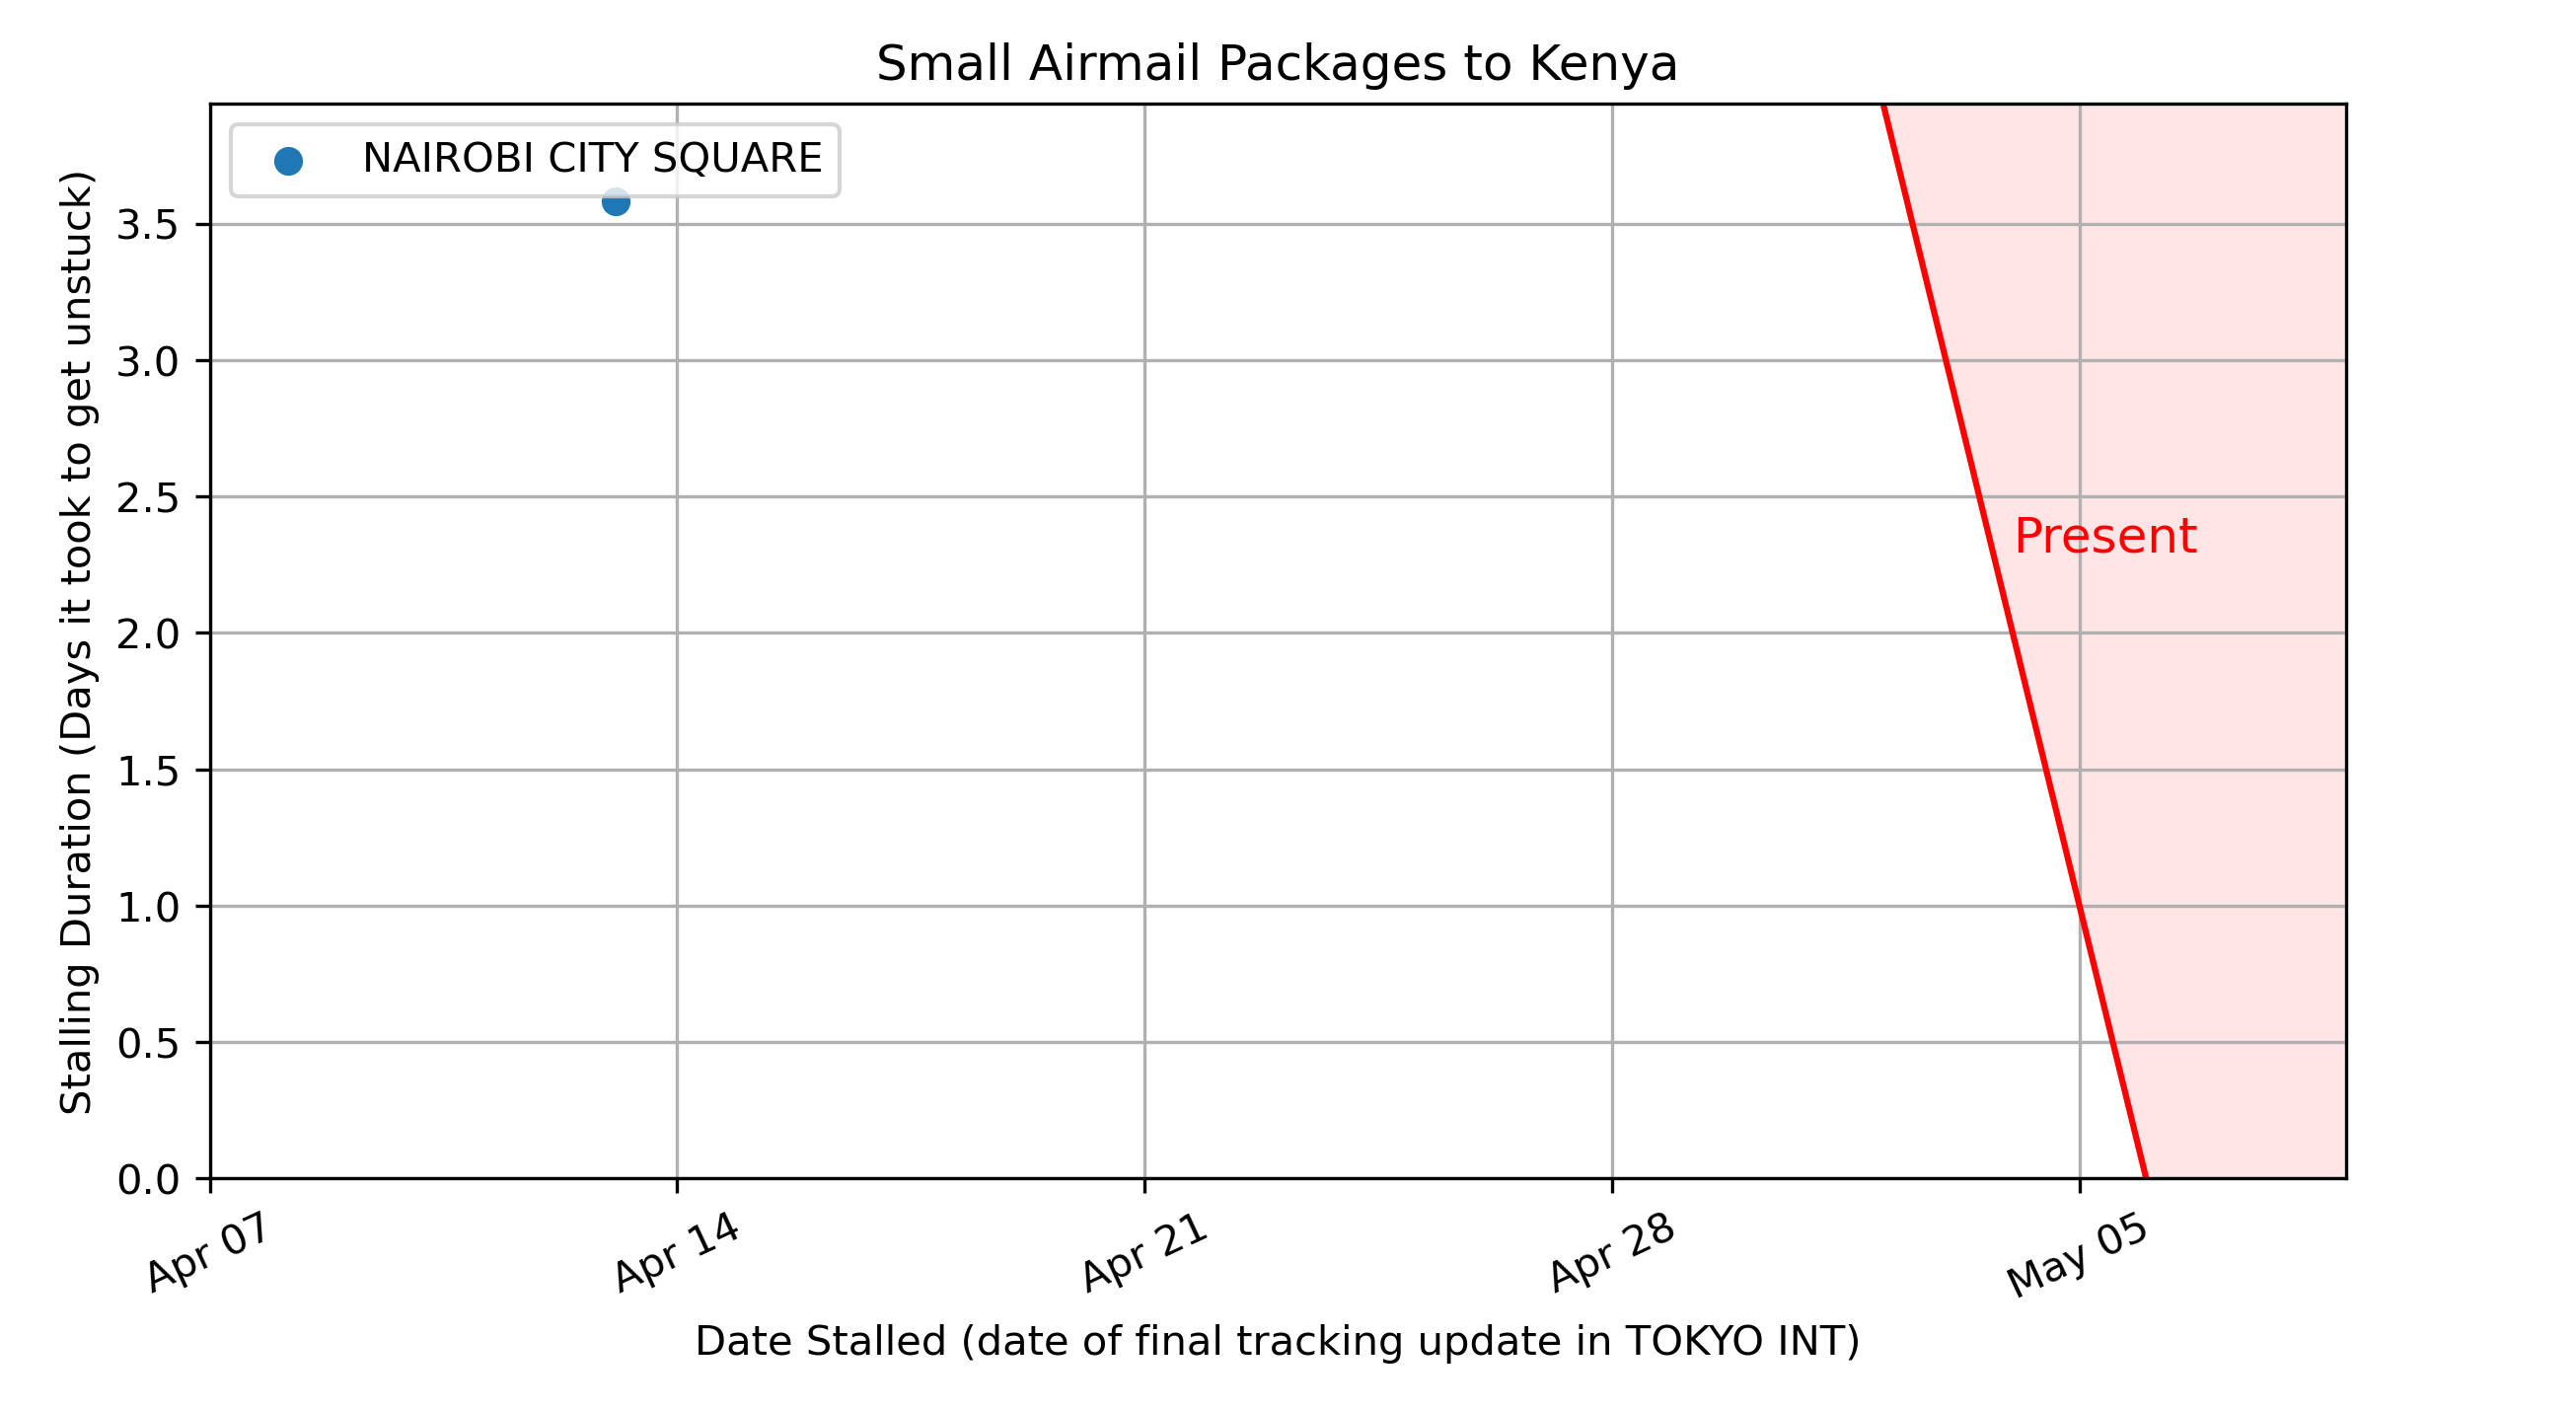 Small Airmail Packages to Kenya
NAIROBI CITY SQUARE
Stalling Duration (Days it took to get unstuck)
3.5
3.0
2.5
2.0
1.5
1.0
0.5
0.0
Present
Apr 07
Apr 14
Apr 21
Apr 28
May 05
Date Stalled (date of final tracking update in TOKYO INT)